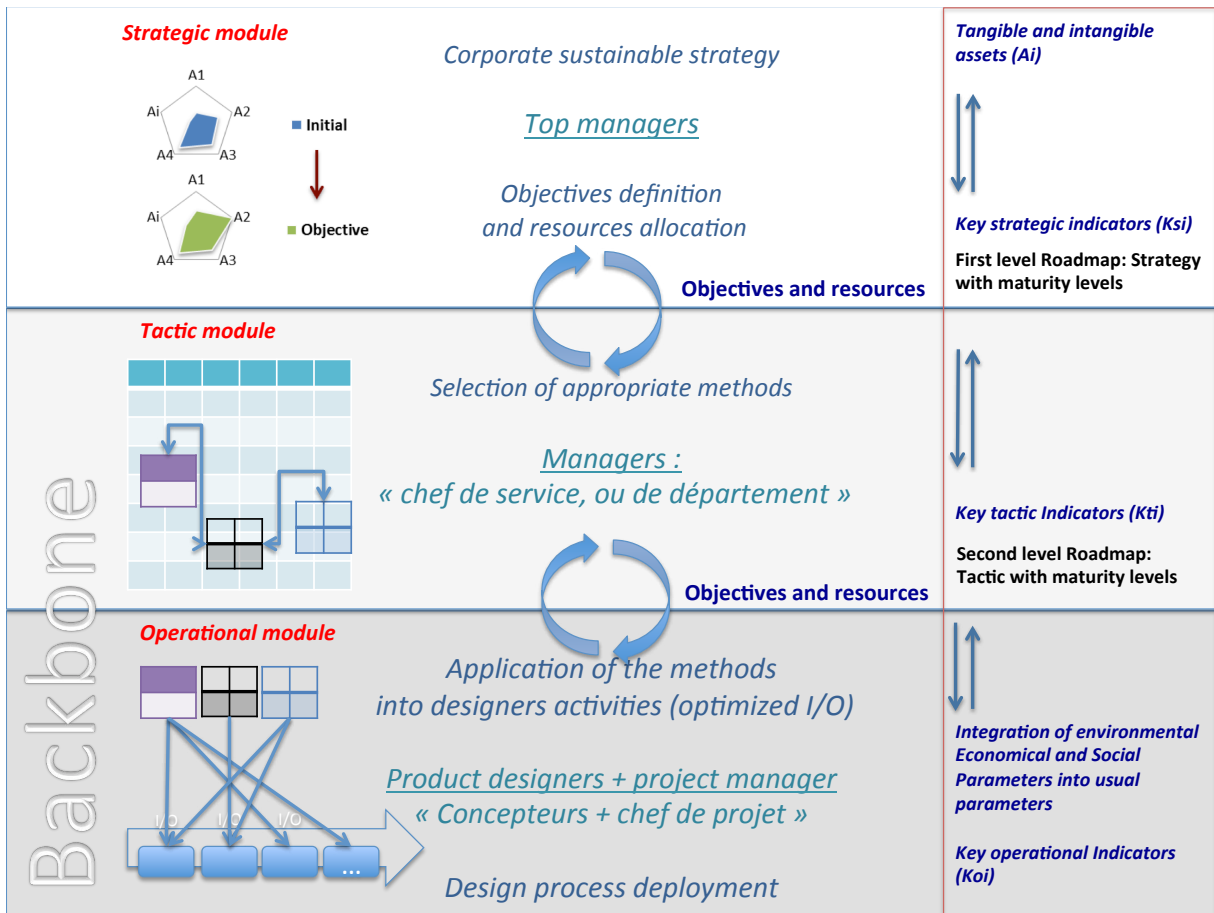 Strategic module
A1
Ai
A2
A4
A3
Initial
A1
Ai
A2
A4
A3
Objective
Corporate sustainable strategy
Top managers
Objectives definition
and resources allocation
Objectives and resources
Tangible and intangible
assets (Ai)
Key strategic indicators (Ksi)
First level Roadmap: Strategy
with maturity levels
Tactic module
Selection of appropriate methods
Managers :
« chef de service, ou de département »
Objectives and resources
Key tactic Indicators (Kti)
Second level Roadmap:
Tactic with maturity levels
Backbone
Operational module
I/O
I/O
I/O
...
Application of the methods
into designers activities (optimized I/O)
Product designers + project manager
« Concepteurs + chef de projet »
Design process deployment
Integration of environmental
Economical and Social
Parameters into usual
parameters
Key operational Indicators
(Koi)